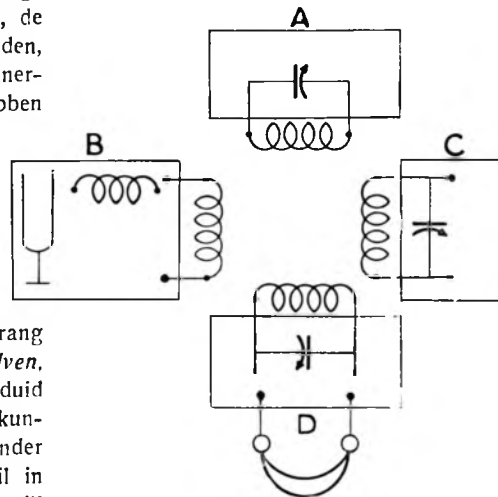 , de
den,
ner-
oben
A
B
C
D
rang
lven,
duid
kun-
nder
il in